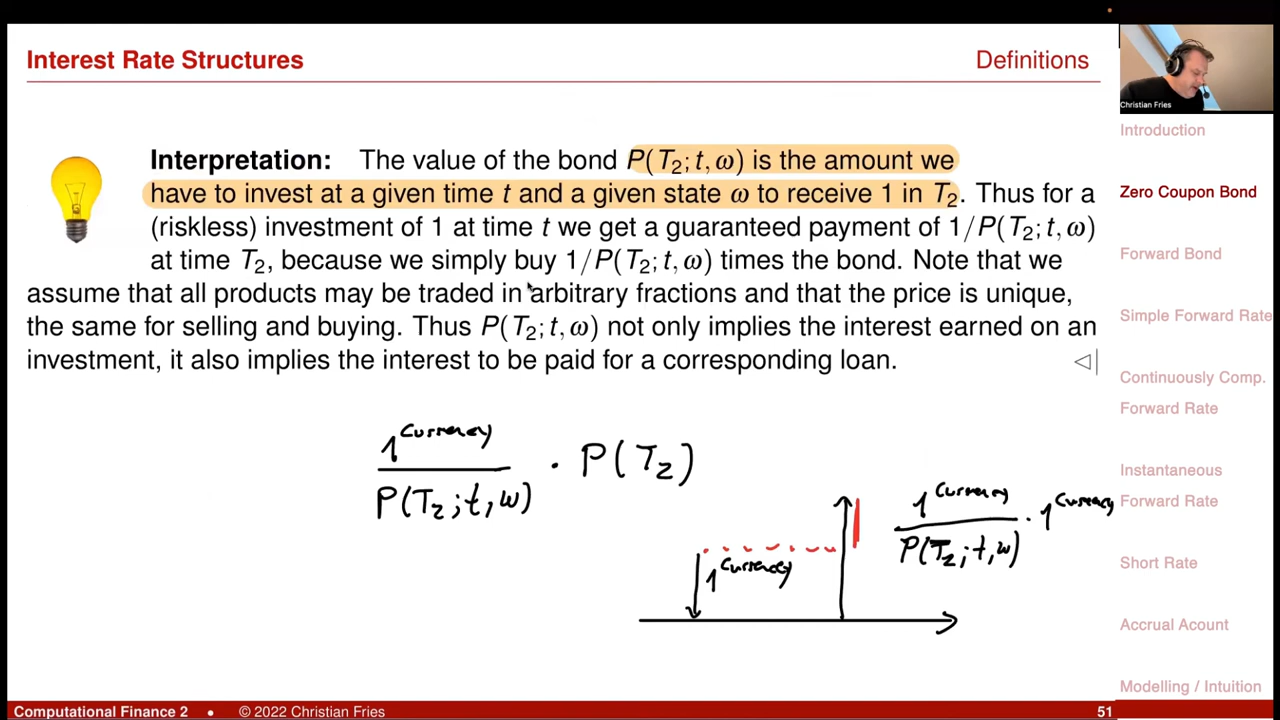 Interest Rate Structures
Definitions
Interpretation: The value of the bond P(T₂; t, ω) is the amount we
have to invest at a given time t and a given state ω to receive 1 in T₂. Thus for a
(riskless) investment of 1 at time t we get a guaranteed payment of 1/P(T₂; t, ω)
at time T₂, because we simply buy 1/P(T₂; t, ω) times the bond. Note that we
assume that all products may be traded in arbitrary fractions and that the price is unique,
the same for selling and buying. Thus P(T₂; t, ω) not only implies the interest earned on an
investment, it also implies the interest to be paid for a corresponding loan. ◁
1 Currency
P(T₂; t, ω)
· P(T₂)
1 Currency
1 Currency
P(T₂; t, ω)
· 1 Currency
Christian Fries
Introduction
Zero Coupon Bond
Forward Bond
Simple Forward Rate
Continuously Comp.
Forward Rate
Instantaneous
Forward Rate
Short Rate
Accrual Acount
Modelling / Intuition
Computational Finance 2 • © 2022 Christian Fries
51